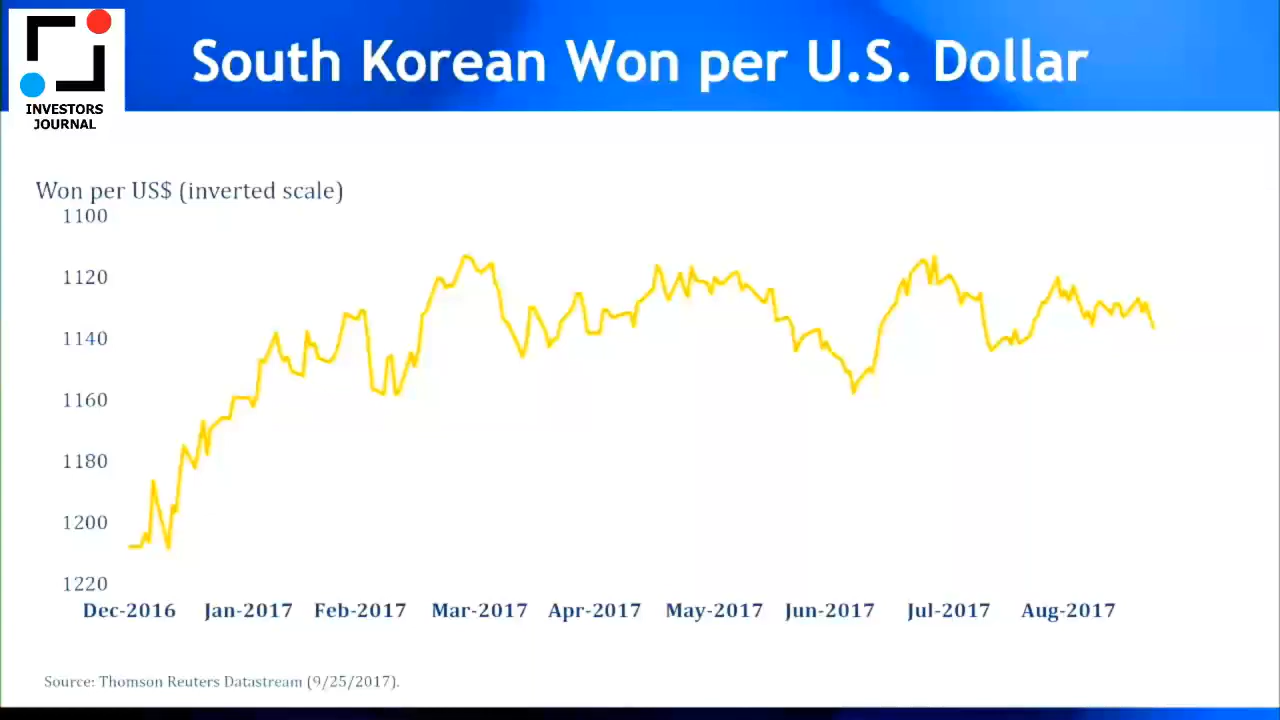 South Korean Won per U.S. Dollar
INVESTORS
JOURNAL
Won per US$ (inverted scale)
1100
1120
1140
1160
1180
1200
1220
Dec-2016 Jan-2017 Feb-2017 Mar-2017 Apr-2017 May-2017 Jun-2017 Jul-2017 Aug-2017
Source: Thomson Reuters Datastream (9/25/2017).